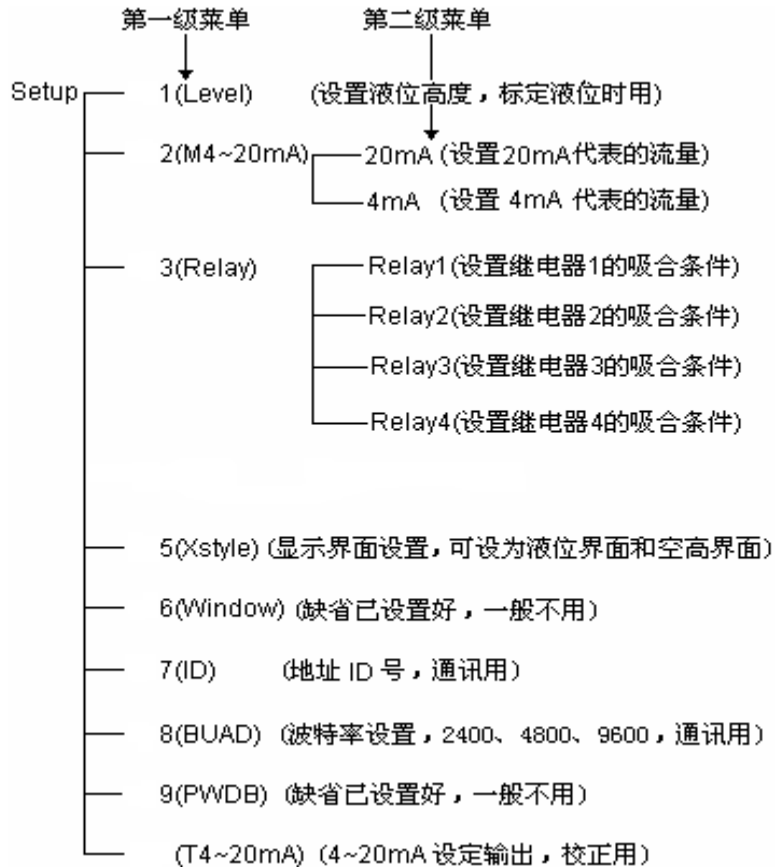 第一级菜单 第二级菜单
Setup 1(Level) (设置液位高度，标定液位时用)
2(M4~20mA) 20mA (设置20mA代表的流量)
4mA (设置 4mA 代表的流量)
3(Relay) Relay1(设置继电器1的吸合条件)
Relay2(设置继电器2的吸合条件)
Relay3(设置继电器3的吸合条件)
Relay4(设置继电器4的吸合条件)
5(Xstyle) (显示界面设置，可设为液位界面和空高界面)
6(Window) (缺省已设置好，一般不用)
7(ID) (地址 ID 号，通讯用)
8(BUAD) (波特率设置，2400、4800、9600，通讯用)
9(PWDB) (缺省已设置好，一般不用)
(T4~20mA) (4~20mA 设定输出，校正用)